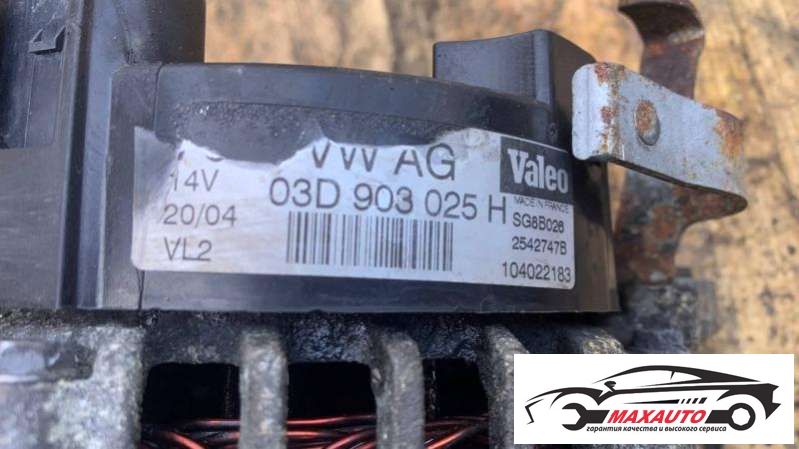 VW AG
14V
03D 903 025 H
20/04
VL2
Valeo
MADE IN FRANCE
SG8B028
2542747B
104022183
MAXAUTO
гарантия качества и высокого сервиса